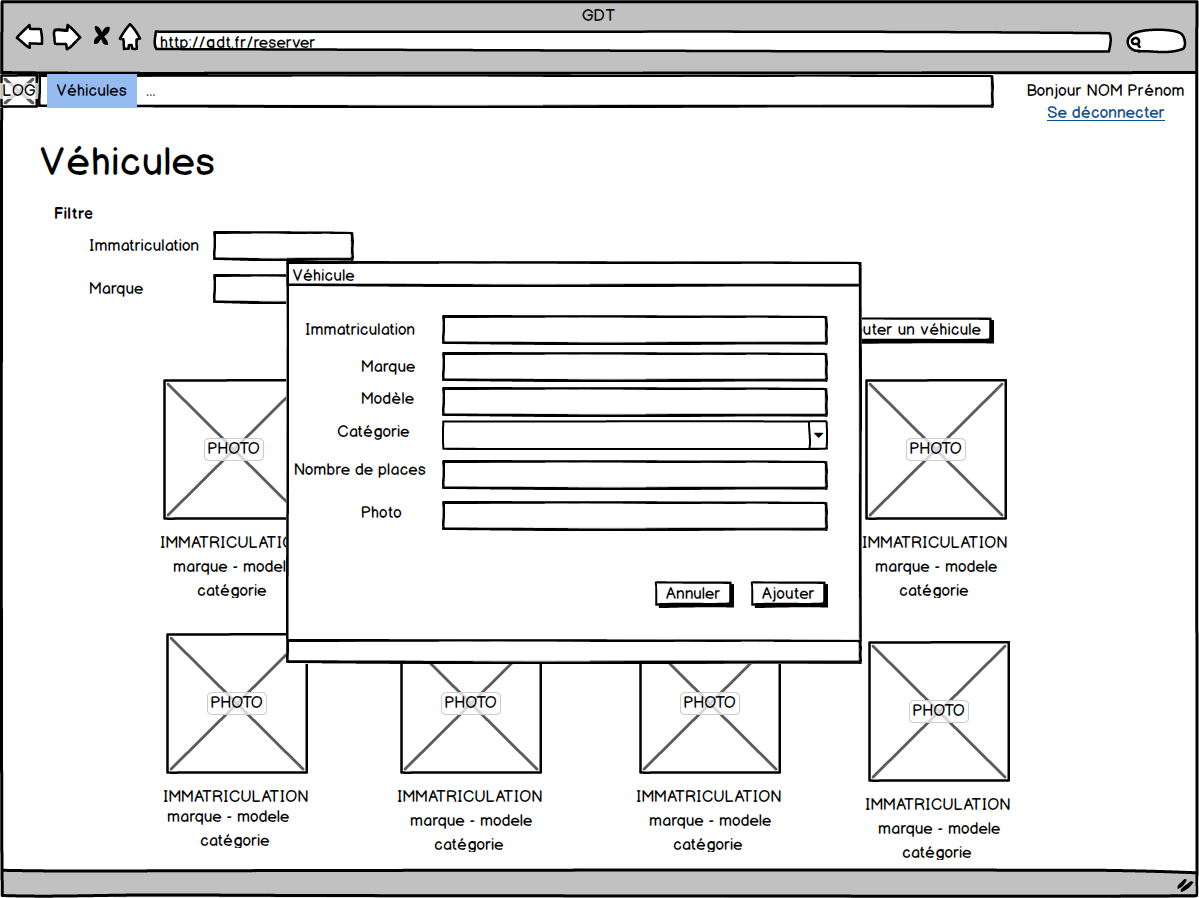 GDT
http://gdt.fr/reserver
LOG
Véhicules
...
Bonjour NOM Prénom
Se déconnecter
Véhicules
Filtre
Immatriculation
Marque
Véhicule
Immatriculation
Marque
Modèle
Catégorie
Nombre de places
Photo
Annuler
Ajouter
uter un véhicule
PHOTO
IMMATRICULATIO
marque - model
catégorie
PHOTO
IMMATRICULATION
marque - modele
catégorie
PHOTO
IMMATRICULATION
marque - modele
catégorie
PHOTO
IMMATRICULATION
marque - modele
catégorie
PHOTO
IMMATRICULATION
marque - modele
catégorie
PHOTO
IMMATRICULATION
marque - modele
catégorie